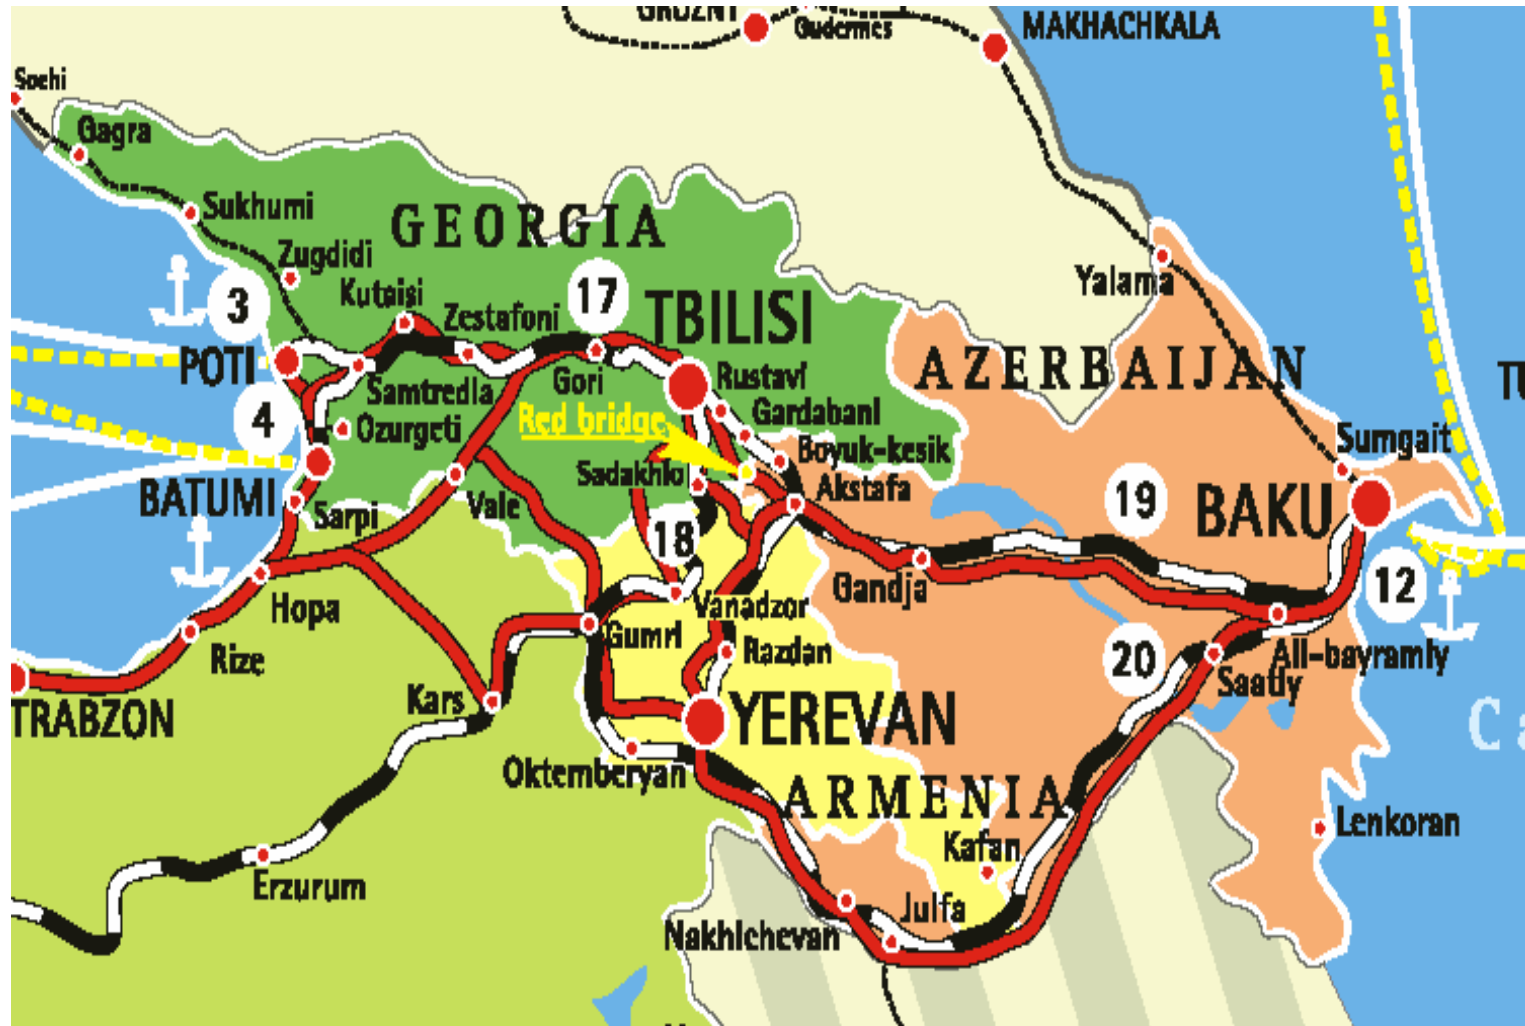 GROZNY
Gudermes
MAKHACHKALA
Sochi
Gagra
Sukhumi
GEORGIA
Zugdidi
Yalama
3
Kutaisi
17
Zestafoni
TBILISI
POTI
AZERBAIJAN
Samtredla
Gori
Rustavi
4
Ozurgeti
Red bridge
Gardabani
Sumgait
Boyuk-kesik
BATUMI
Sarpi
Vale
Sadakhlo
Akstafa
19
BAKU
18
Gandja
12
Hopa
Vanadzor
Gumri
Rize
Razdan
20
Ali-bayramly
Saatly
TRABZON
Kars
YEREVAN
Oktemberyan
ARMENIA
Lenkoran
Kafan
Erzurum
Julfa
Nakhichevan